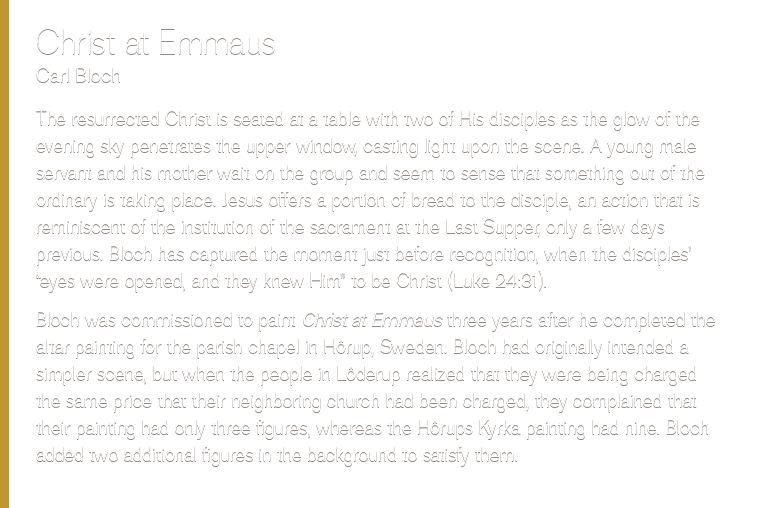 Christ at Emmaus
Carl Bloch
The resurrected Christ is seated at a table with two of His disciples as the glow of the
evening sky penetrates the upper window, casting light upon the scene. A young male
servant and his mother wait on the group and seem to sense that something out of the
ordinary is taking place. Jesus offers a portion of bread to the disciple, an action that is
reminiscent of the institution of the sacrament at the Last Supper, only a few days
previous. Bloch has captured the moment just before recognition, when the disciples’
“eyes were opened, and they knew Him” to be Christ (Luke 24:31).
Bloch was commissioned to paint Christ at Emmaus three years after he completed the
altar painting for the parish chapel in Hörup, Sweden. Bloch had originally intended a
simpler scene, but when the people in Löderup realized that they were being charged
the same price that their neighboring church had been charged, they complained that
their painting had only three figures, whereas the Hörups Kyrka painting had nine. Bloch
added two additional figures in the background to satisfy them.